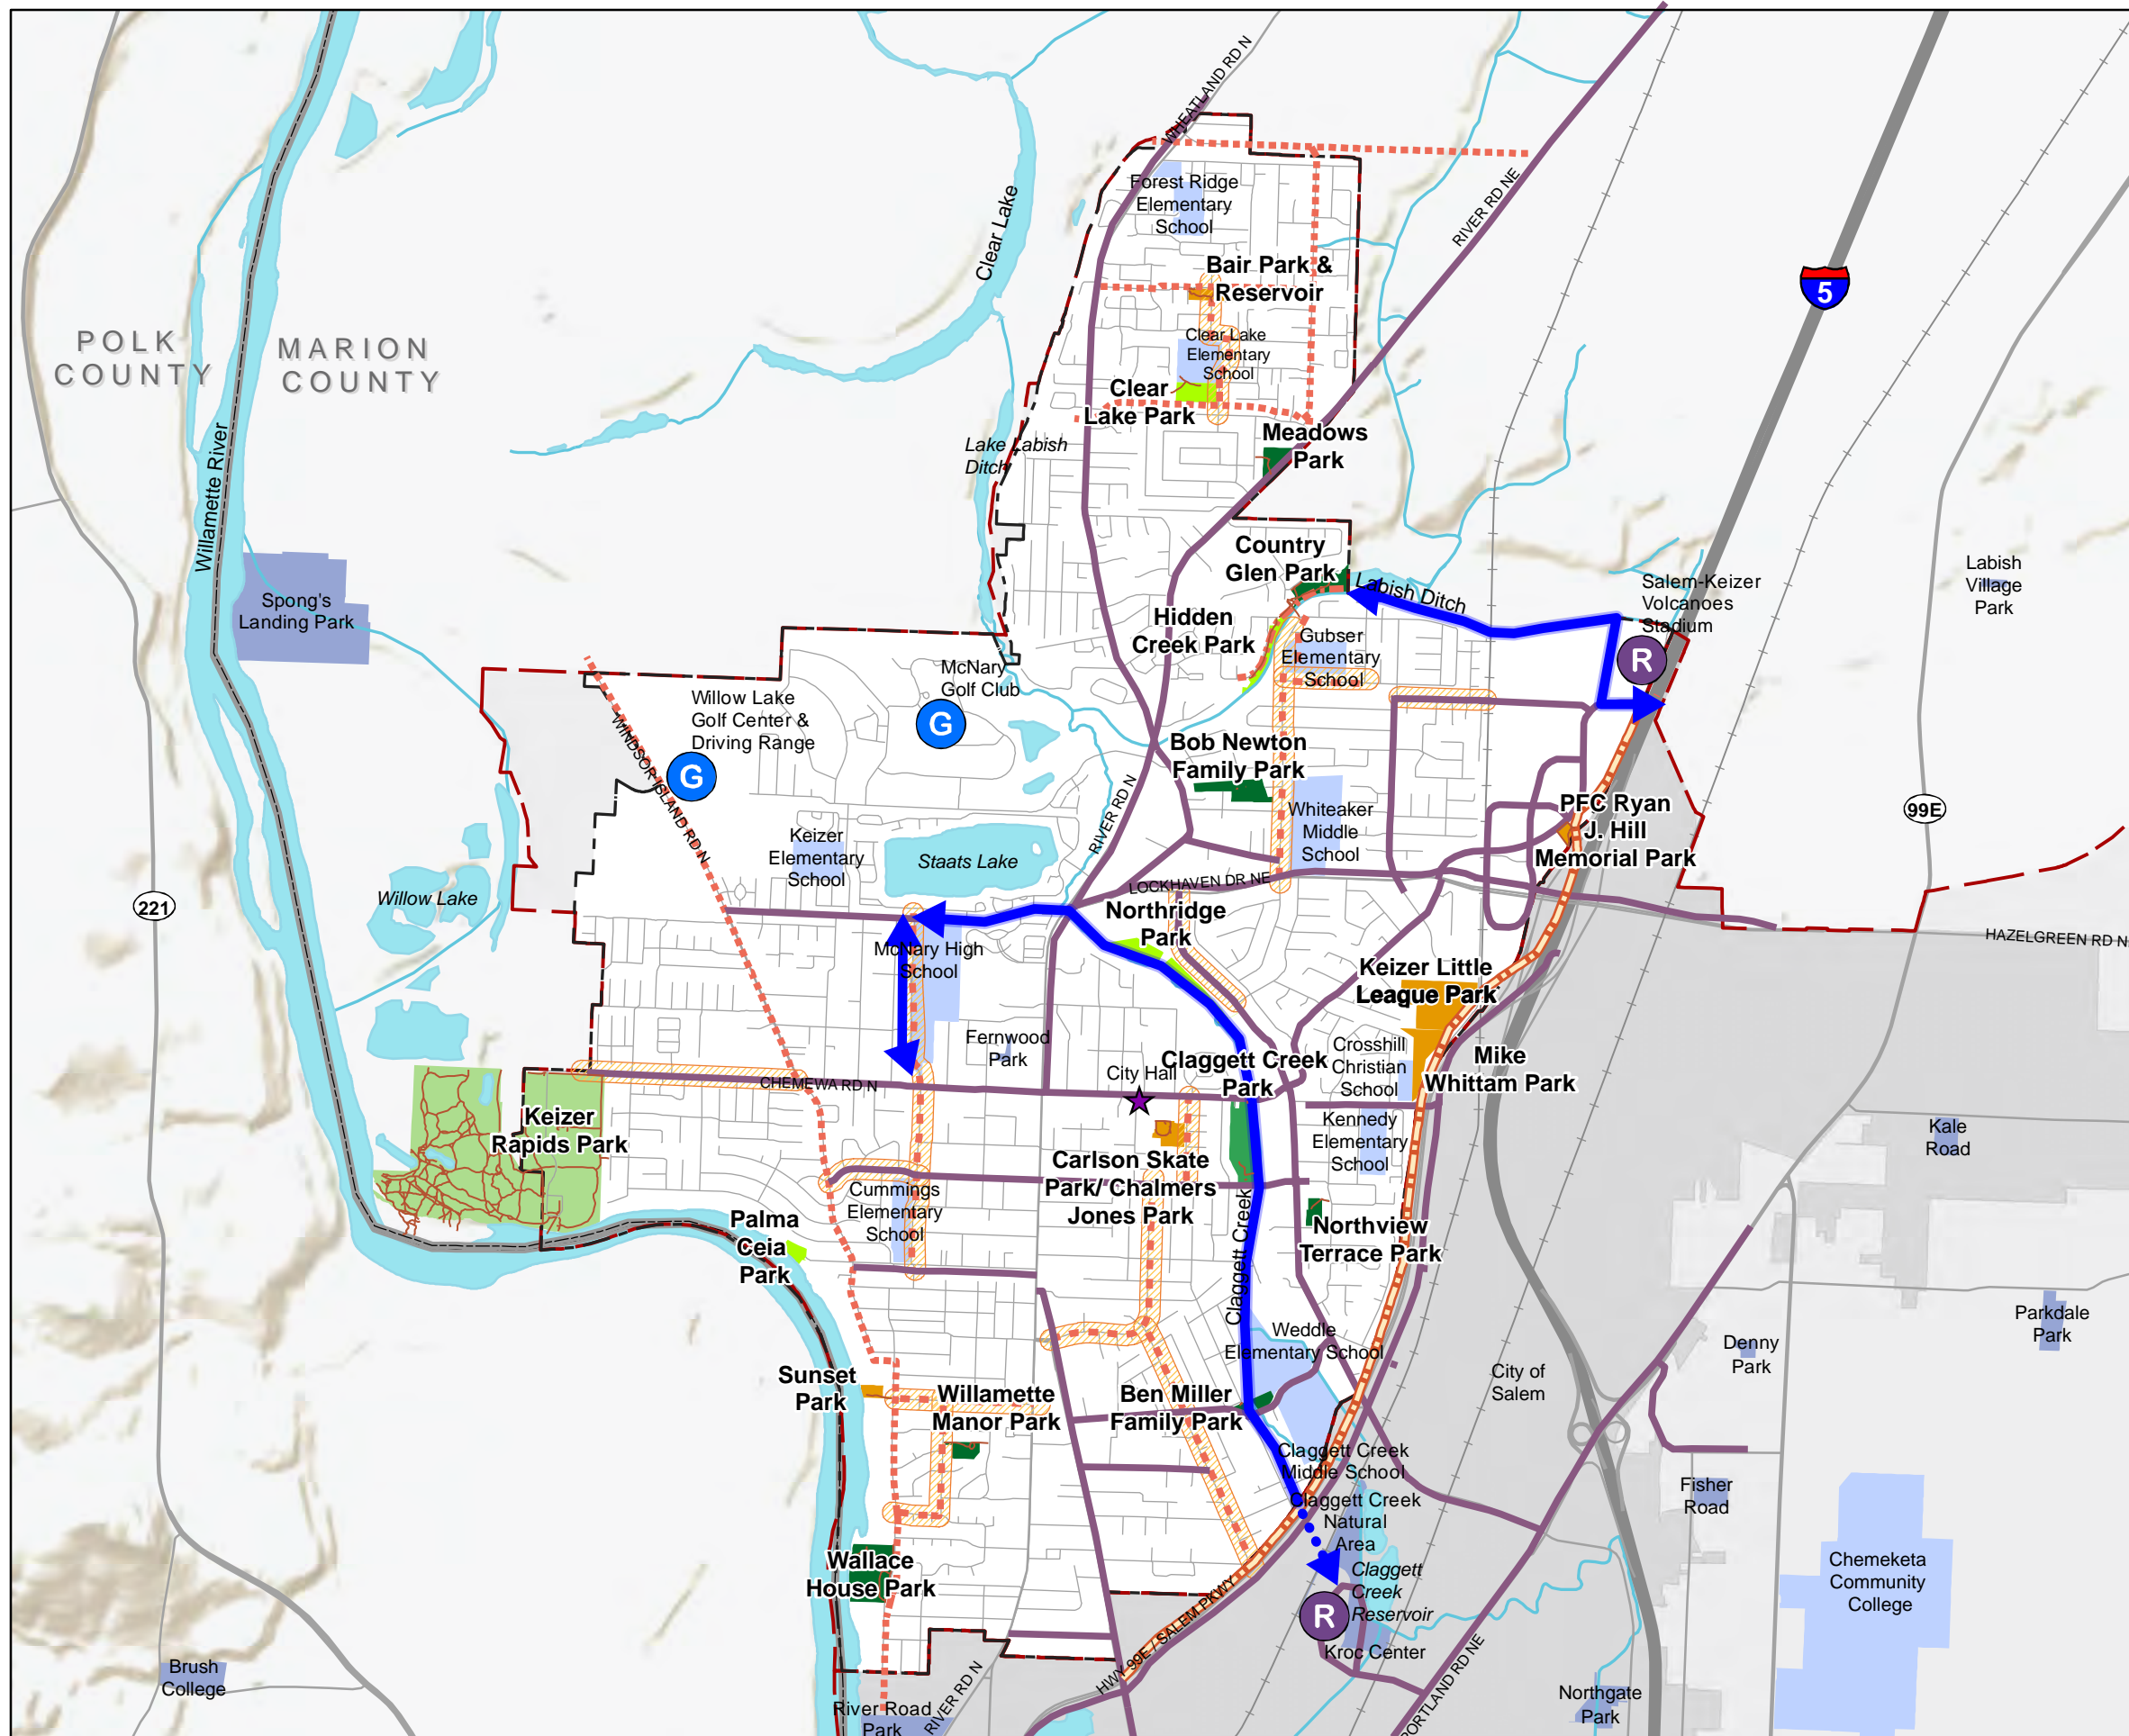 WHEATLAND RD N
Forest Ridge
Elementary
School
RIVER RD NE
Clear Lake
Bair Park &
Reservoir
5
POLK
COUNTY
MARION
COUNTY
Clear Lake
Elementary
School
Clear
Lake Park
Meadows
Park
Lake Labish
Ditch
Willamette River
Country
Glen Park
Labish Ditch
Salem-Keizer
Volcanoes
Stadium
Labish
Village
Park
Spong's
Landing Park
Hidden
Creek Park
Gubser
Elementary
School
R
McNary
Golf Club
G
Willow Lake
Golf Center &
Driving Range
G
WINDSOR ISLAND RD N
Bob Newton
Family Park
RIVER RD N
Whiteaker
Middle
School
PFC Ryan
J. Hill
Memorial Park
99E
Keizer
Elementary
School
Staats Lake
LOCKHAVEN DR NE
Willow Lake
221
Northridge
Park
HAZELGREEN RD N
McNary High
School
Keizer Little
League Park
Fernwood
Park
Crosshill
Christian
School
Mike
Whittam Park
City Hall
Claggett Creek
Park
CHEMEWA RD N
Keizer
Rapids Park
Kennedy
Elementary
School
Kale
Road
Carlson Skate
Park/ Chalmers
Jones Park
Cummings
Elementary
School
Claggett Creek
Northview
Terrace Park
Palma
Ceia
Park
Weddle
Elementary School
Parkdale
Park
Denny
Park
City of
Salem
Sunset
Park
Willamette
Manor Park
Ben Miller
Family Park
Claggett Creek
Middle School
Claggett Creek
Natural
Area
Fisher
Road
Claggett
Creek
Reservoir
R
Kroc Center
Wallace
House Park
Chemeketa
Community
College
HWY 99E / SALEM PKWY
PORTLAND RD NE
Brush
College
River Road
Park
RIVER RD N
Northgate
Park